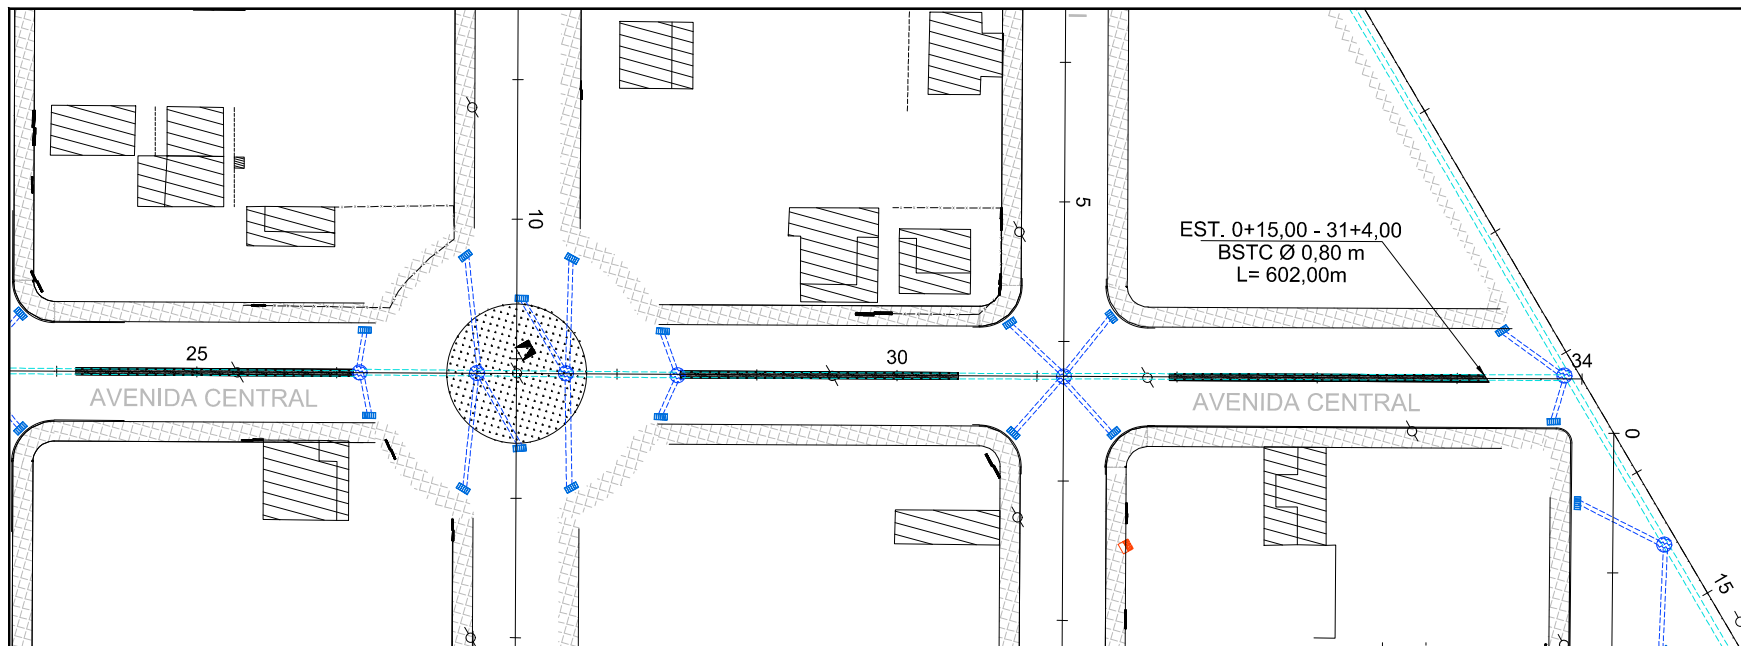 10
5
EST. 0+15,00 - 31+4,00
BSTC Ø 0,80 m
L= 602,00m
25
30
34
AVENIDA CENTRAL
AVENIDA CENTRAL
0
15